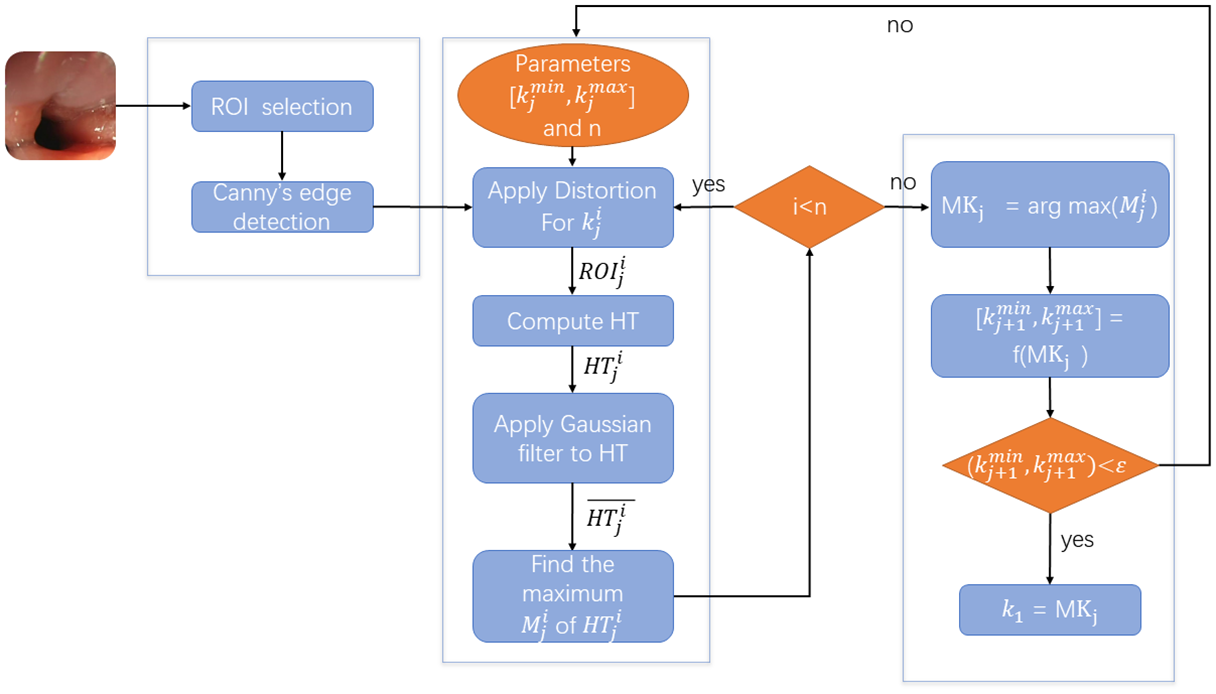 ROI selection
Canny's edge
detection
Parameters
[k_j^{min}, k_j^{max}]
and n
Apply Distortion
For k_j^i
ROI_j^i
Compute HT
HT_j^i
Apply Gaussian
filter to HT
\overline{HT_j^i}
Find the
maximum
M_j^i of HT_j^i
yes
i<n
no
no
MK_j = arg max(M_j^i)
[k_{j+1}^{min}, k_{j+1}^{max}] =
f(MK_j )
(k_{j+1}^{min}, k_{j+1}^{max})<ε
yes
k_1 = MK_j